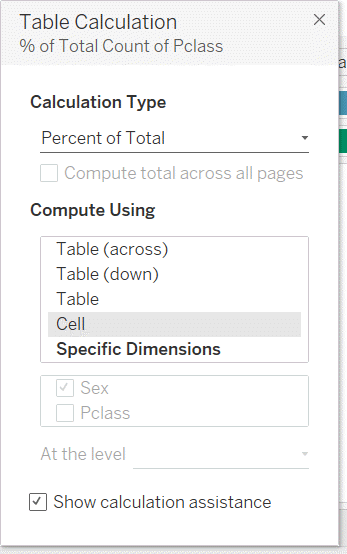 Table Calculation
% of Total Count of Pclass
Calculation Type
Percent of Total
Compute total across all pages
Compute Using
Table (across)
Table (down)
Table
Cell
Specific Dimensions
Sex
Pclass
At the level
Show calculation assistance